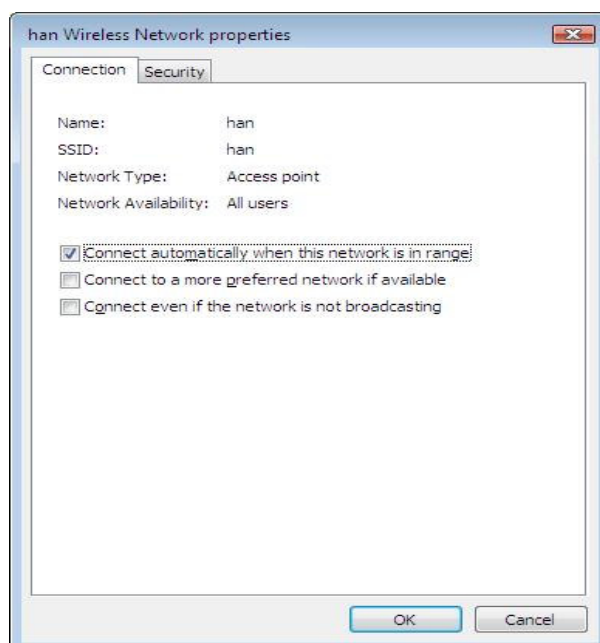 han Wireless Network properties
Connection Security
Name: han
SSID: han
Network Type: Access point
Network Availability: All users
Connect automatically when this network is in range
Connect to a more preferred network if available
Connect even if the network is not broadcasting
OK Cancel